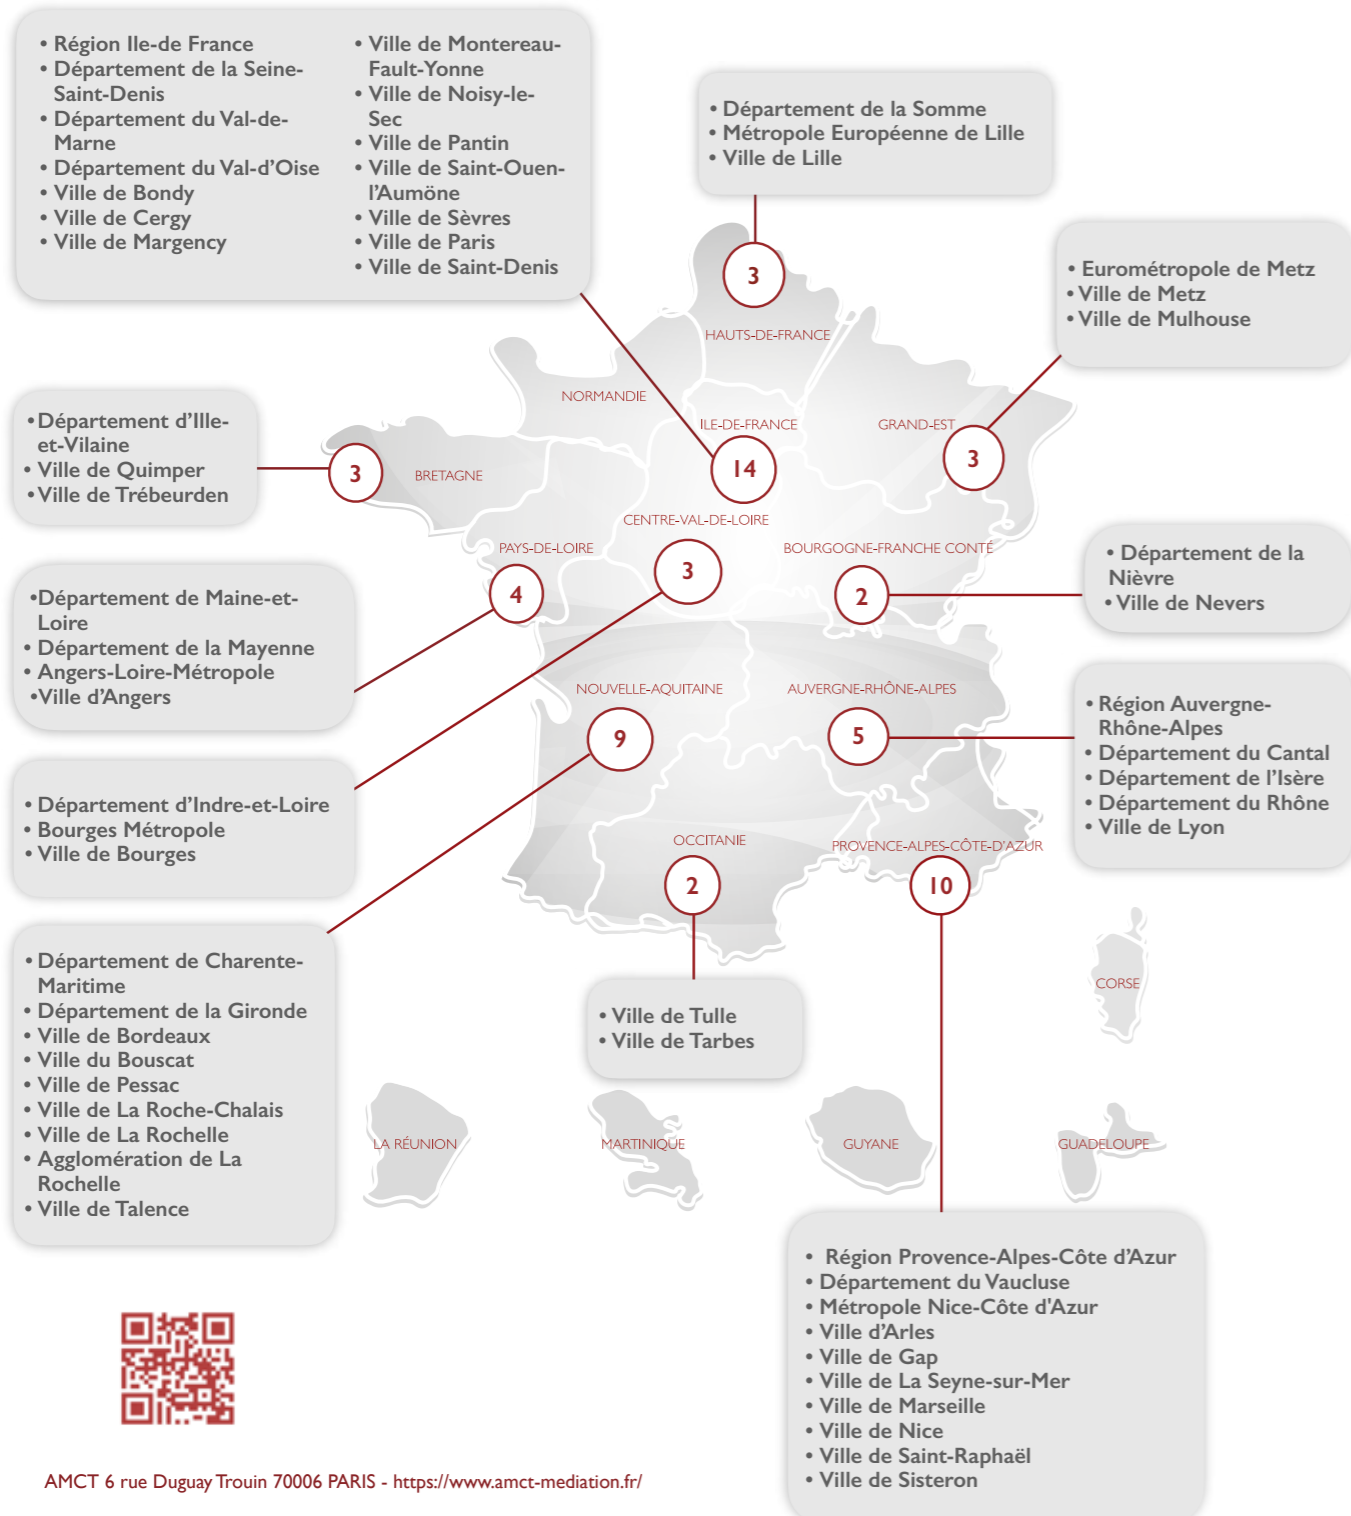 • Région Ile-de France
• Département de la Seine-
Saint-Denis
• Département du Val-de-
Marne
• Département du Val-d’Oise
• Ville de Bondy
• Ville de Cergy
• Ville de Margency
• Ville de Montereau-
Fault-Yonne
• Ville de Noisy-le-
Sec
• Ville de Pantin
• Ville de Saint-Ouen-
l’Aumöne
• Ville de Sèvres
• Ville de Paris
• Ville de Saint-Denis
• Département de la Somme
• Métropole Européenne de Lille
• Ville de Lille
3
HAUTS-DE-FRANCE
• Eurométropole de Metz
• Ville de Metz
• Ville de Mulhouse
NORMANDIE
ILE-DE-FRANCE
14
GRAND-EST
3
• Département d’Ille-
et-Vilaine
• Ville de Quimper
• Ville de Trébeurden
3
BRETAGNE
CENTRE-VAL-DE-LOIRE
3
PAYS-DE-LOIRE
4
BOURGOGNE-FRANCHE CONTÉ
2
• Département de la
Nièvre
• Ville de Nevers
• Département de Maine-et-
Loire
• Département de la Mayenne
• Angers-Loire-Métropole
• Ville d’Angers
NOUVELLE-AQUITAINE
9
AUVERGNE-RHÔNE-ALPES
5
• Région Auvergne-
Rhône-Alpes
• Département du Cantal
• Département de l’Isère
• Département du Rhône
• Ville de Lyon
• Département d’Indre-et-Loire
• Bourges Métropole
• Ville de Bourges
OCCITANIE
2
PROVENCE-ALPES-CÔTE-D’AZUR
10
• Département de Charente-
Maritime
• Département de la Gironde
• Ville de Bordeaux
• Ville du Bouscat
• Ville de Pessac
• Ville de La Roche-Chalais
• Ville de La Rochelle
• Agglomération de La
Rochelle
• Ville de Talence
• Ville de Tulle
• Ville de Tarbes
CORSE
LA RÉUNION
MARTINIQUE
GUYANE
GUADELOUPE
• Région Provence-Alpes-Côte d’Azur
• Département du Vaucluse
• Métropole Nice-Côte d'Azur
• Ville d’Arles
• Ville de Gap
• Ville de La Seyne-sur-Mer
• Ville de Marseille
• Ville de Nice
• Ville de Saint-Raphaël
• Ville de Sisteron
AMCT 6 rue Duguay Trouin 70006 PARIS - https://www.amct-mediation.fr/